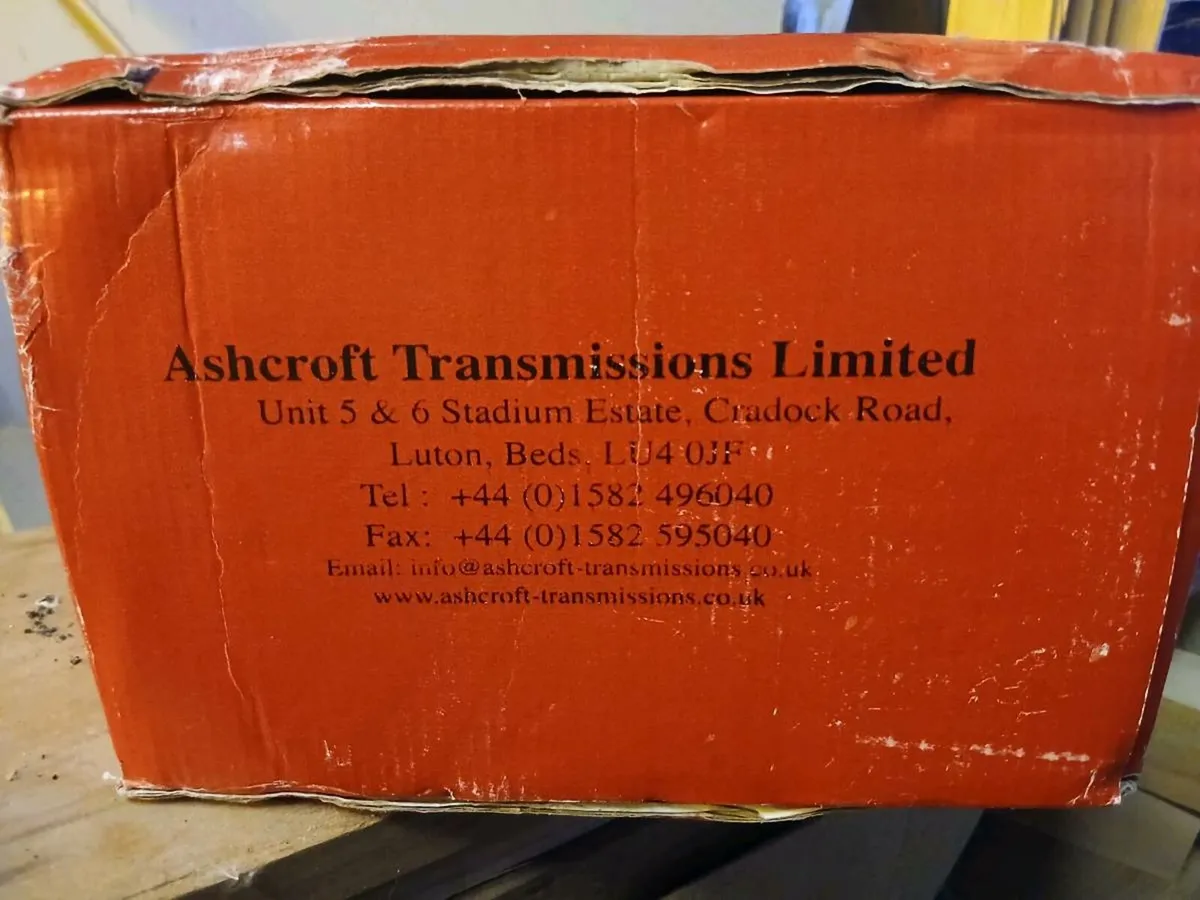 Ashcroft Transmissions Limited
Unit 5 & 6 Stadium Estate, Cradock Road,
Luton, Beds. LU4 0JF
Tel : +44 (0)1582 496040
Fax: +44 (0)1582 595040
Email: info@ashcroft-transmissions.co.uk
www.ashcroft-transmissions.co.uk